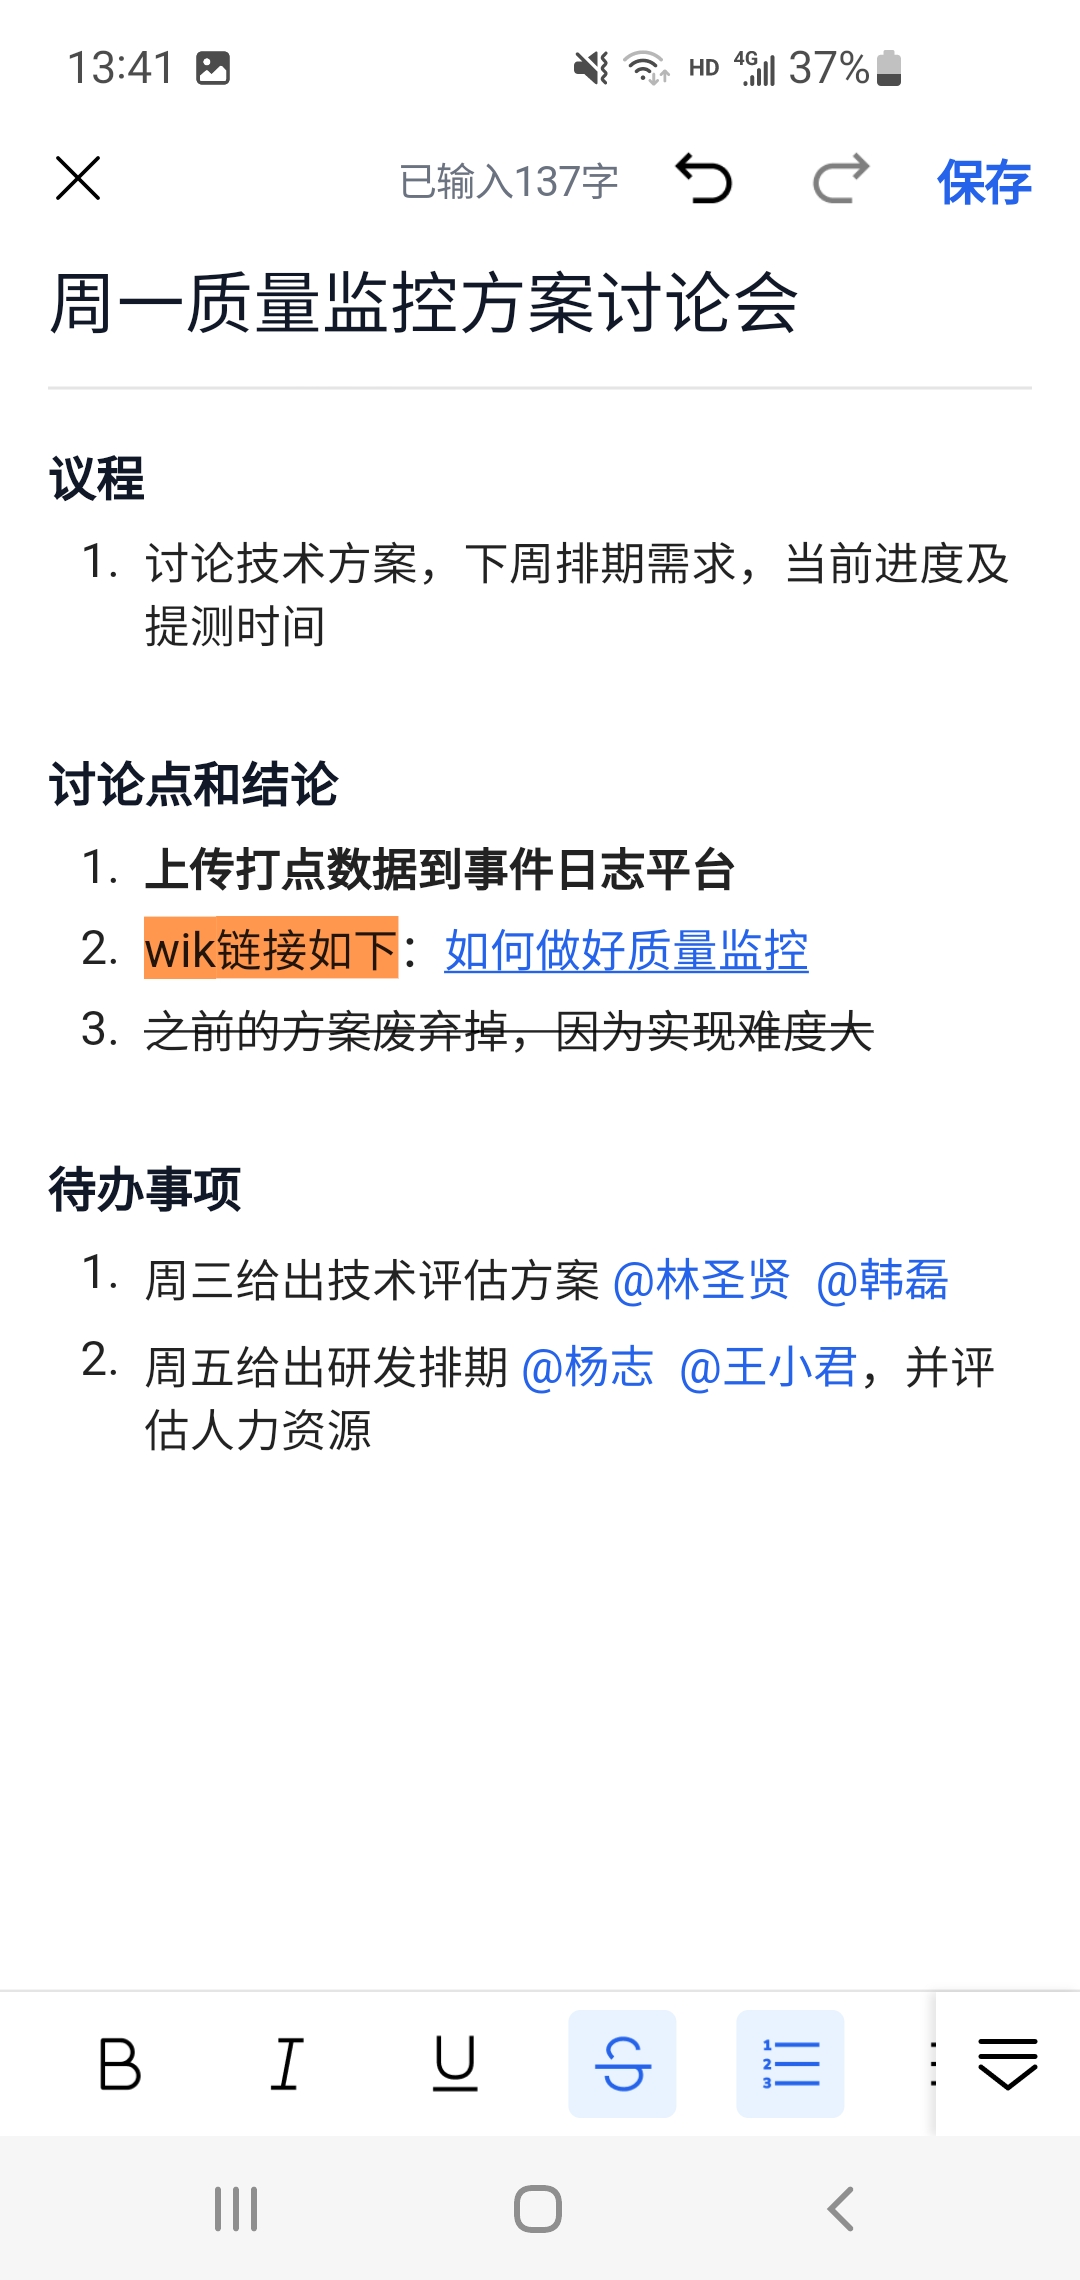 13:41 HD 4G 37%
已输入137字 保存
周一质量监控方案讨论会
议程
1. 讨论技术方案，下周排期需求，当前进度及
提测时间
讨论点和结论
1. 上传打点数据到事件日志平台
2. wik链接如下：如何做好质量监控
3. 之前的方案废弃掉，因为实现难度大
待办事项
1. 周三给出技术评估方案 @林圣贤 @韩磊
2. 周五给出研发排期 @杨志 @王小君，并评
估人力资源
B I U S 1 2 3